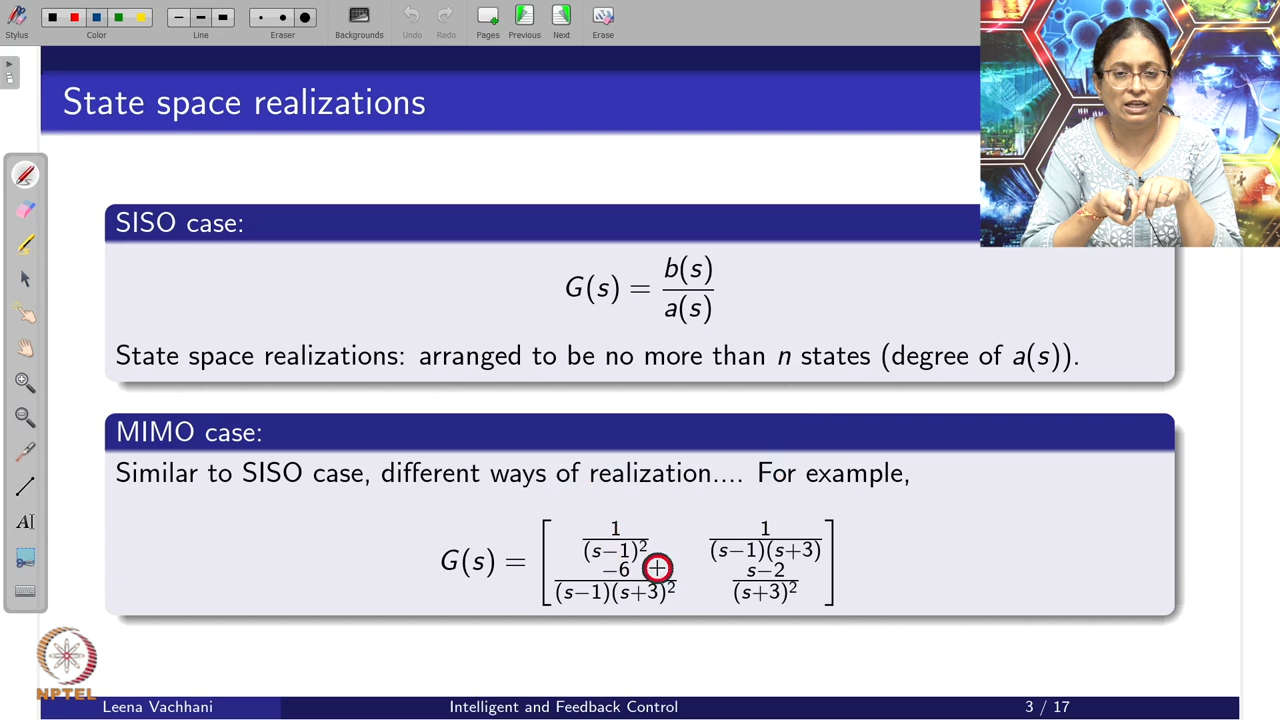 Stylus Color Line Eraser Backgrounds Undo Redo Pages Previous Next Erase
State space realizations
SISO case:
G(s) = b(s)/a(s)
State space realizations: arranged to be no more than n states (degree of a(s)).
MIMO case:
Similar to SISO case, different ways of realization.... For example,
G(s) = [ 1/(s−1)² 1/(s−1)(s+3)
−6/(s−1)(s+3)² s−2/(s+3)² ]
AI
NPTEL
Leena Vachhani Intelligent and Feedback Control 3 / 17